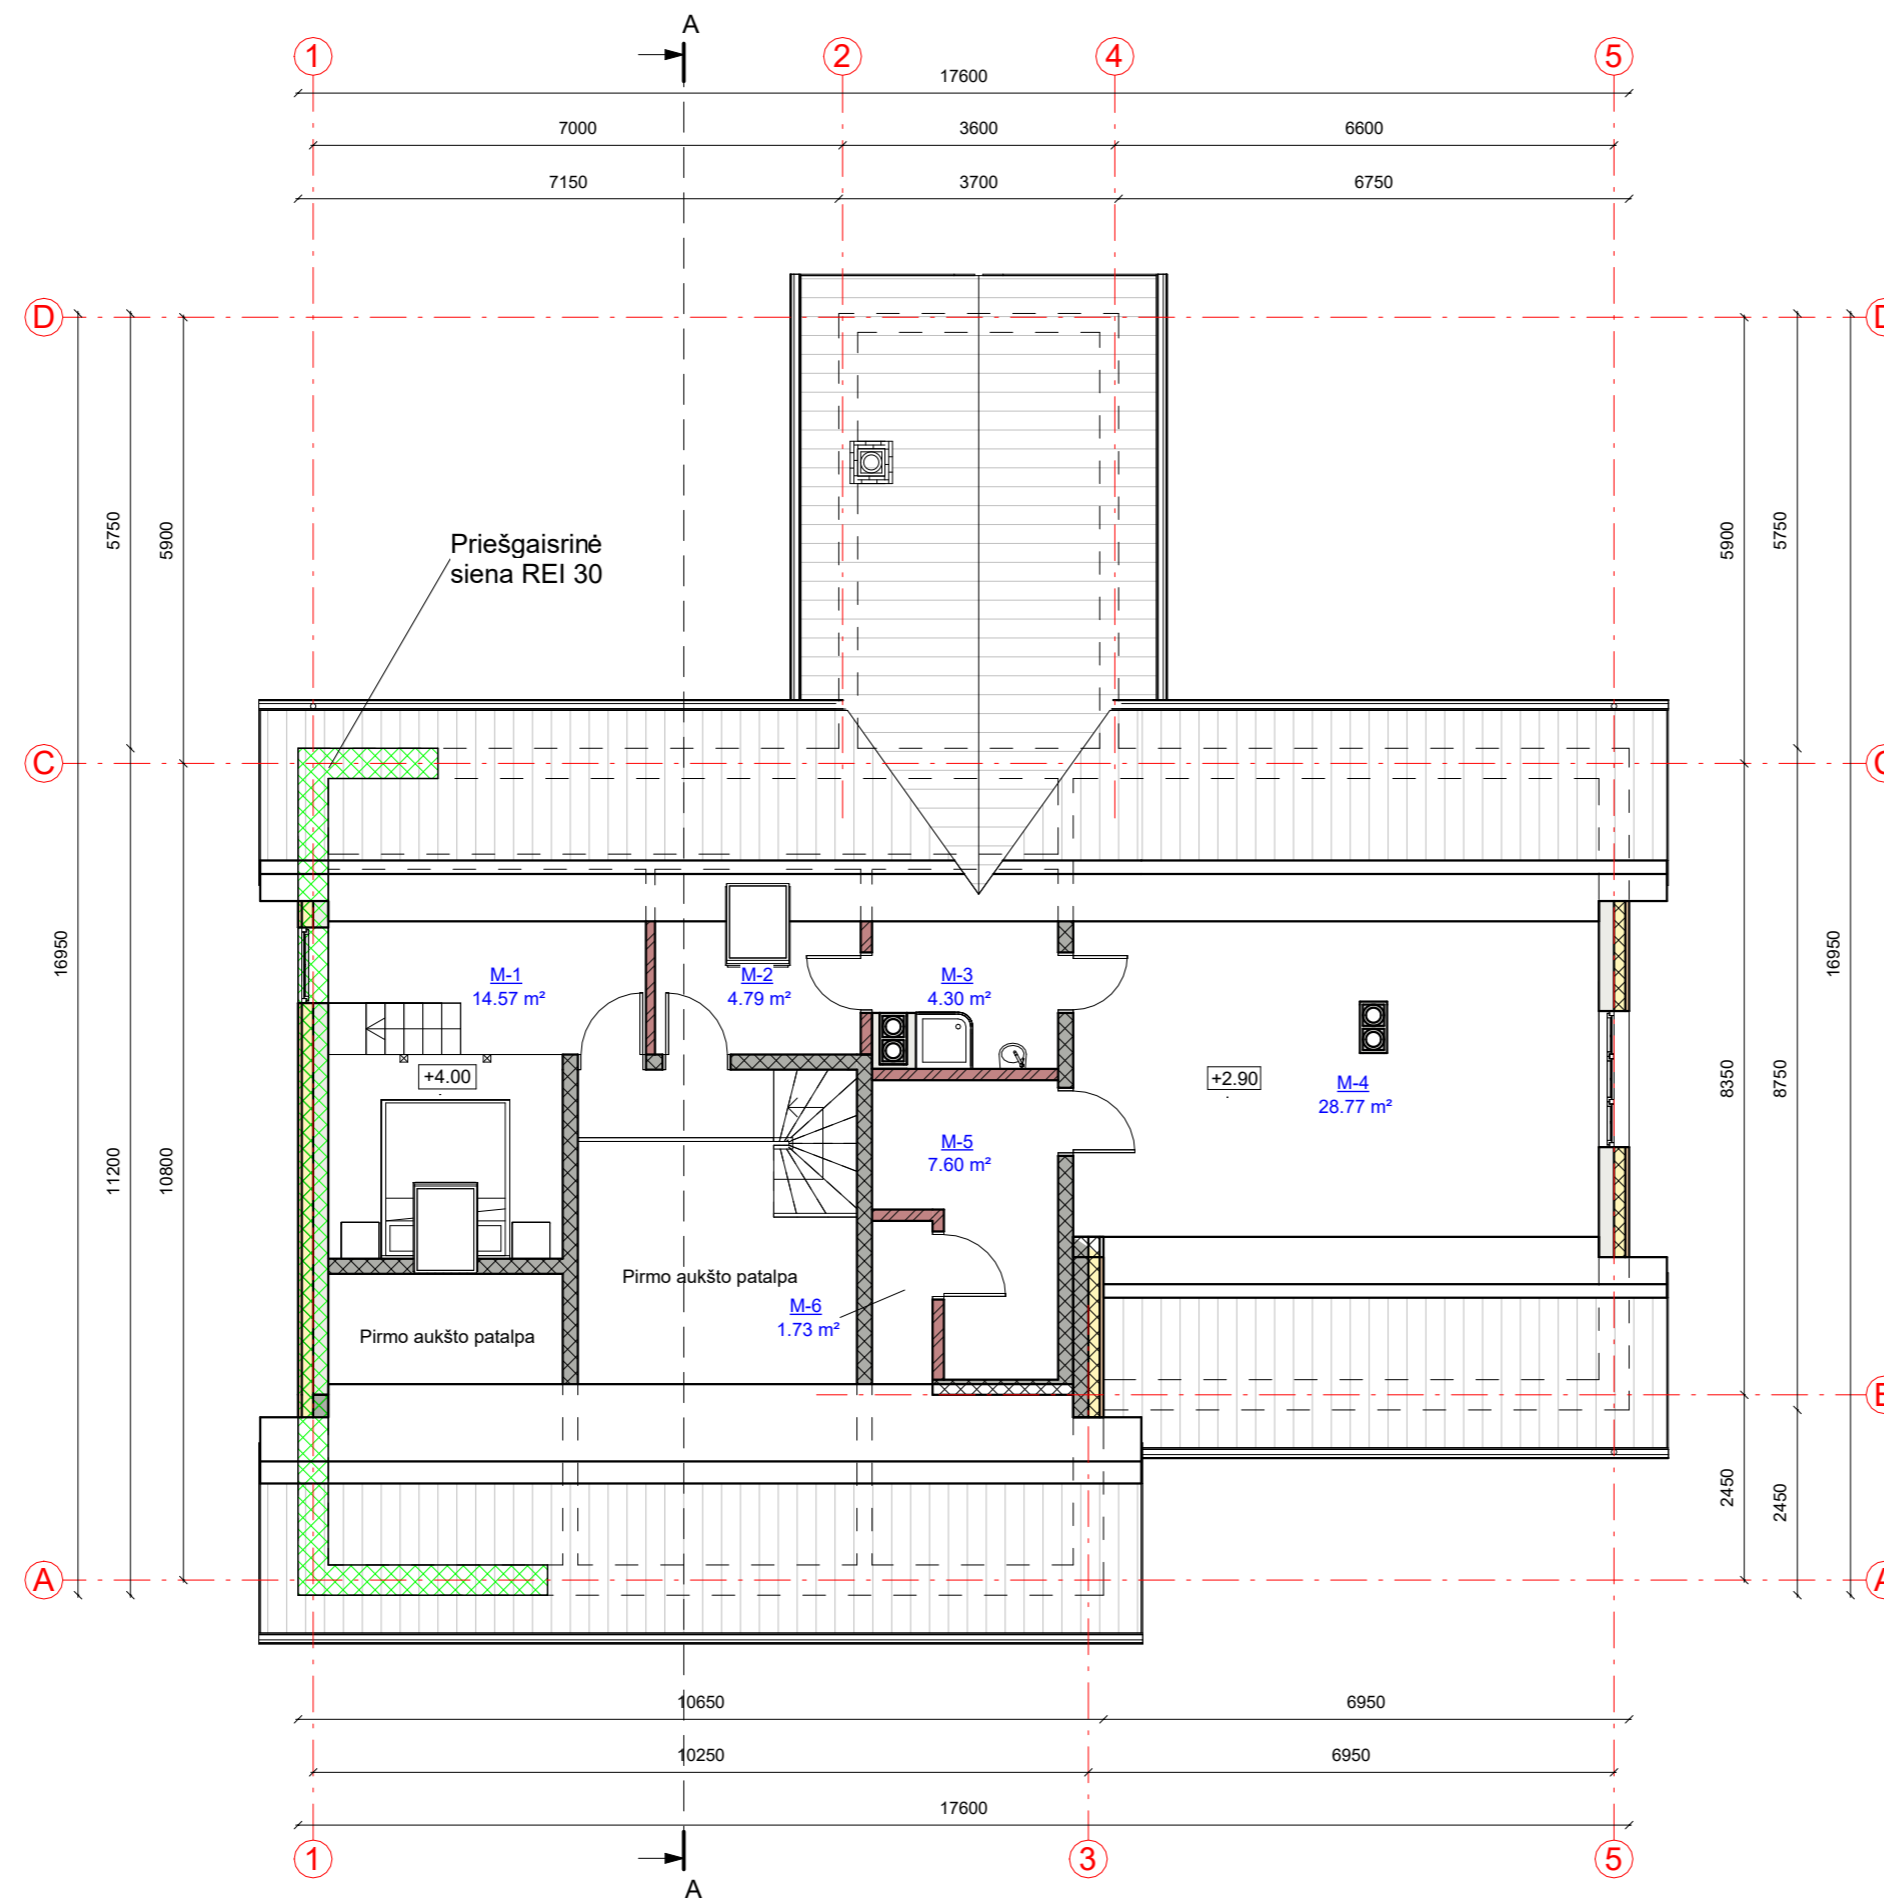 A
1
2
4
5
17600
7000
3600
6600
7150
3700
6750
D
D
5750
5900
5900
5750
Priešgaisrinė
siena REI 30
C
C
16950
16950
M-1
14.57 m²
M-2
4.79 m²
M-3
4.30 m²
+4.00
+2.90
M-4
28.77 m²
8350
8750
11200
10800
M-5
7.60 m²
Pirmo aukšto patalpa
M-6
1.73 m²
Pirmo aukšto patalpa
2450
2450
A
10650
6950
10250
6950
17600
1
3
5
A